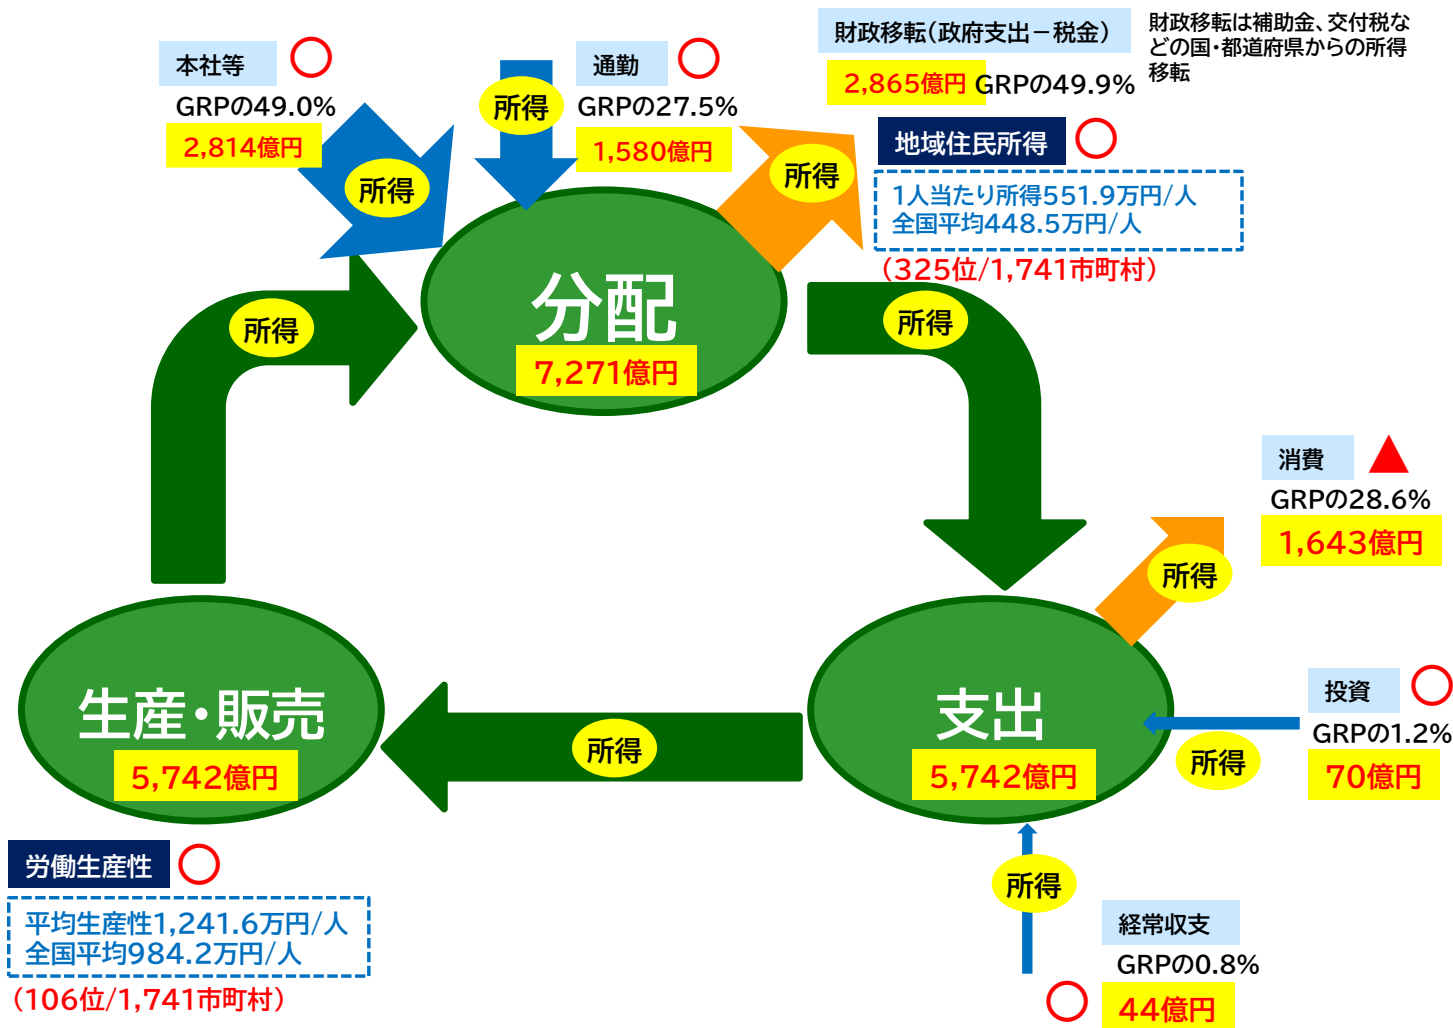 本社等
GRPの49.0%
2,814億円
所得
通勤
GRPの27.5%
1,580億円
所得
財政移転(政府支出－税金)
2,865億円 GRPの49.9%
財政移転は補助金、交付税な
どの国・都道府県からの所得
移転
所得
地域住民所得
1人当たり所得551.9万円/人
全国平均448.5万円/人
(325位/1,741市町村)
分配
7,271億円
所得
所得
消費
GRPの28.6%
1,643億円
所得
生産・販売
5,742億円
所得
支出
5,742億円
投資
GRPの1.2%
70億円
所得
労働生産性
平均生産性1,241.6万円/人
全国平均984.2万円/人
(106位/1,741市町村)
所得
経常収支
GRPの0.8%
44億円